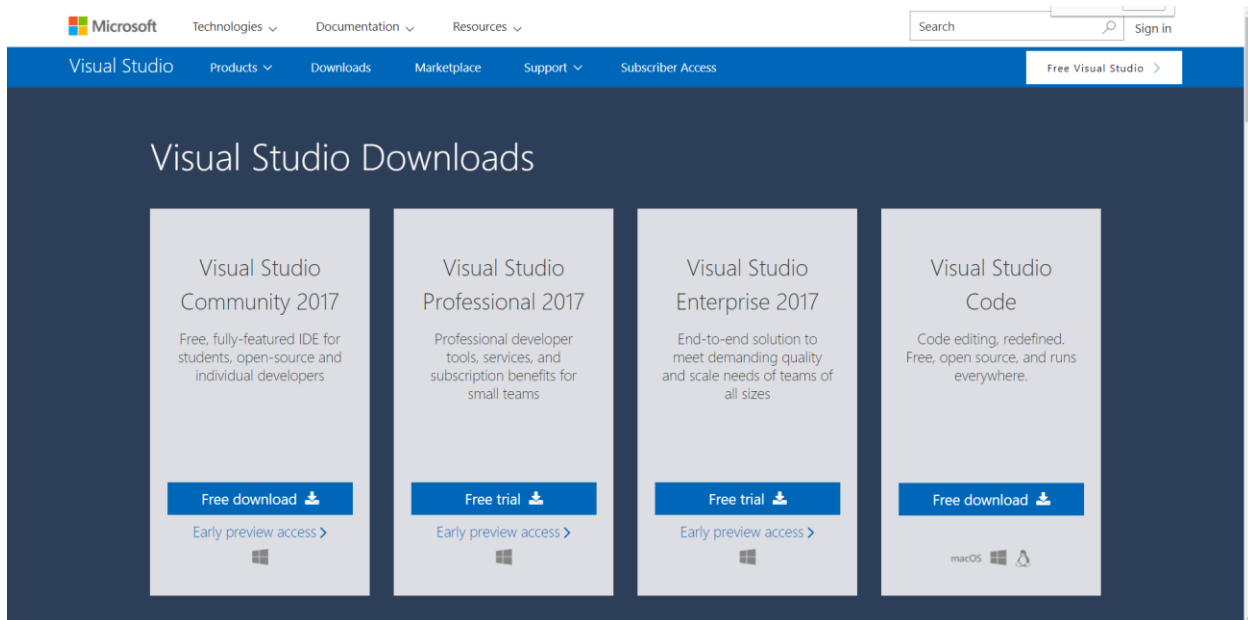 Microsoft Technologies Documentation Resources Search Sign in
Visual Studio Products Downloads Marketplace Support Subscriber Access Free Visual Studio
Visual Studio Downloads
Visual Studio
Community 2017
Free, fully-featured IDE for
students, open-source and
individual developers
Free download
Early preview access
Visual Studio
Professional 2017
Professional developer
tools, services, and
subscription benefits for
small teams
Free trial
Early preview access
Visual Studio
Enterprise 2017
End-to-end solution to
meet demanding quality
and scale needs of teams of
all sizes
Free trial
Early preview access
Visual Studio
Code
Code editing, redefined.
Free, open source, and runs
everywhere.
Free download
macOS